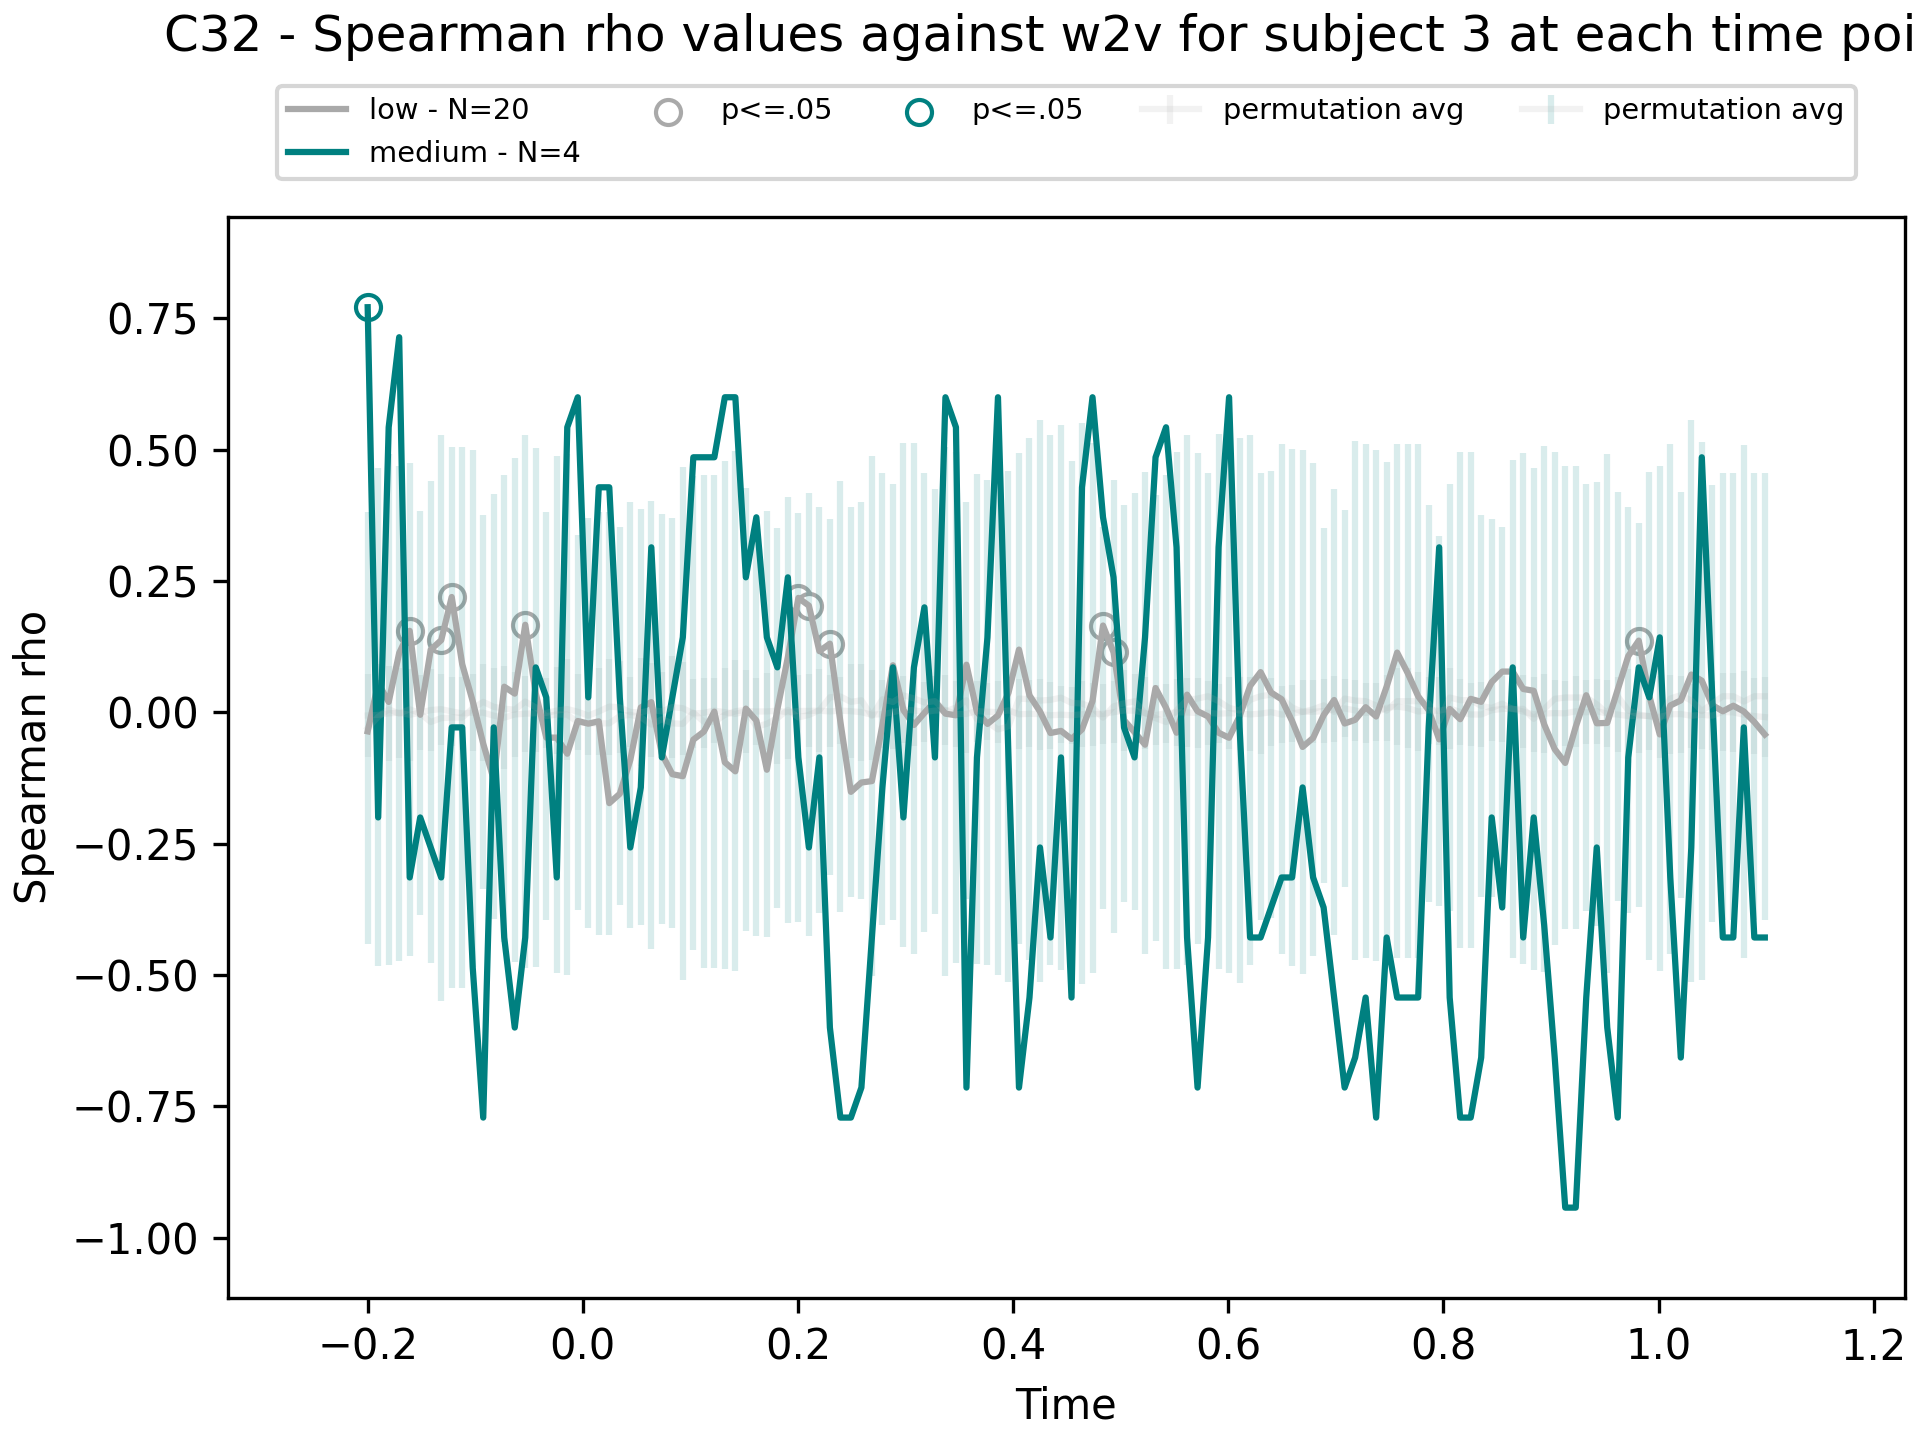 C32 - Spearman rho values against w2v for subject 3 at each time poi
low - N=20
medium - N=4
p<=.05
p<=.05
permutation avg
permutation avg
Spearman rho
0.75
0.50
0.25
0.00
−0.25
−0.50
−0.75
−1.00
−0.2 0.0 0.2 0.4 0.6 0.8 1.0 1.2
Time